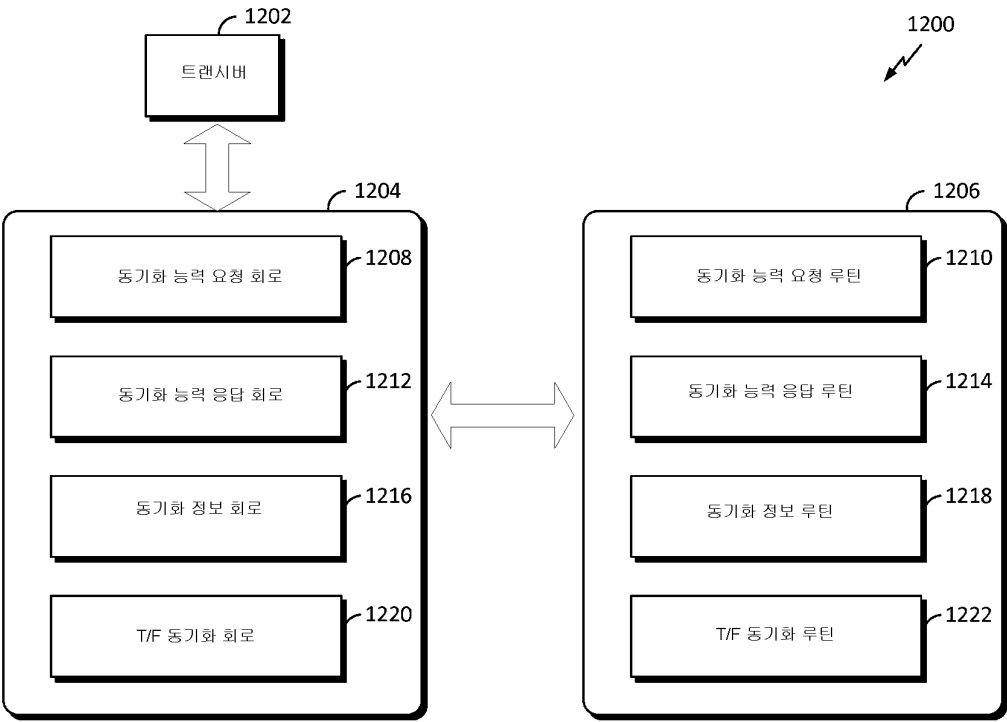 1202
트랜시버
1200
1204
동기화 능력 요청 회로
1208
동기화 능력 응답 회로
1212
동기화 정보 회로
1216
T/F 동기화 회로
1220
1206
동기화 능력 요청 루틴
1210
동기화 능력 응답 루틴
1214
동기화 정보 루틴
1218
T/F 동기화 루틴
1222